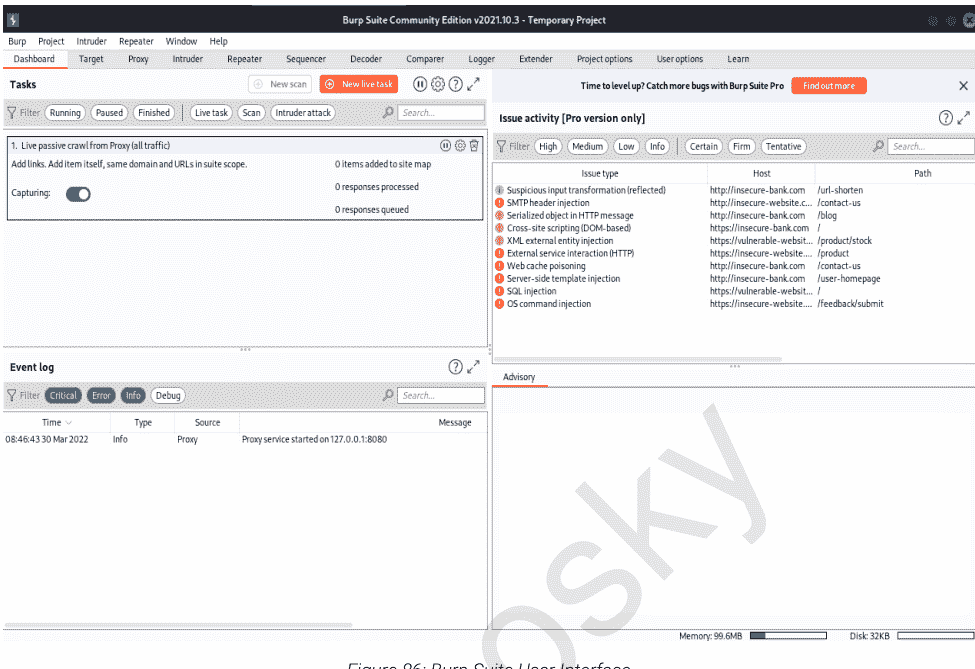 Burp Suite Community Edition v2021.10.3 - Temporary Project
Burp Project Intruder Repeater Window Help
Dashboard Target Proxy Intruder Repeater Sequencer Decoder Comparer Logger Extender Project options User options Learn
Tasks
New scan
New live task
Filter Running Paused Finished Live task Scan Intruder attack Search...
1. Live passive crawl from Proxy (all traffic)
Add links. Add item itself, same domain and URLs in suite scope.
0 items added to site map
Capturing:
0 responses processed
0 responses queued
Event log
Filter Critical Error Info Debug Search...
Time Type Source Message
08:46:43 30 Mar 2022 Info Proxy Proxy service started on 127.0.0.1:8080
Time to level up? Catch more bugs with Burp Suite Pro Find out more
Issue activity [Pro version only]
Filter High Medium Low Info Certain Firm Tentative Search...
Issue type Host Path
Suspicious input transformation (reflected) http://insecure-bank.com /url-shorten
SMTP header injection http://insecure-website.c... /contact-us
Serialized object in HTTP message http://insecure-bank.com /blog
Cross-site scripting (DOM-based) https://insecure-bank.com /
XML external entity injection https://vulnerable-websit... /product/stock
External service interaction (HTTP) https://insecure-website.... /product
Web cache poisoning http://insecure-bank.com /contact-us
Server-side template injection http://insecure-bank.com /user-homepage
SQL injection https://vulnerable-websit... /
OS command injection https://insecure-website.... /feedback/submit
Advisory
osky
Memory: 99.6MB Disk: 32KB
Figure 86: Burp Suite User Interface